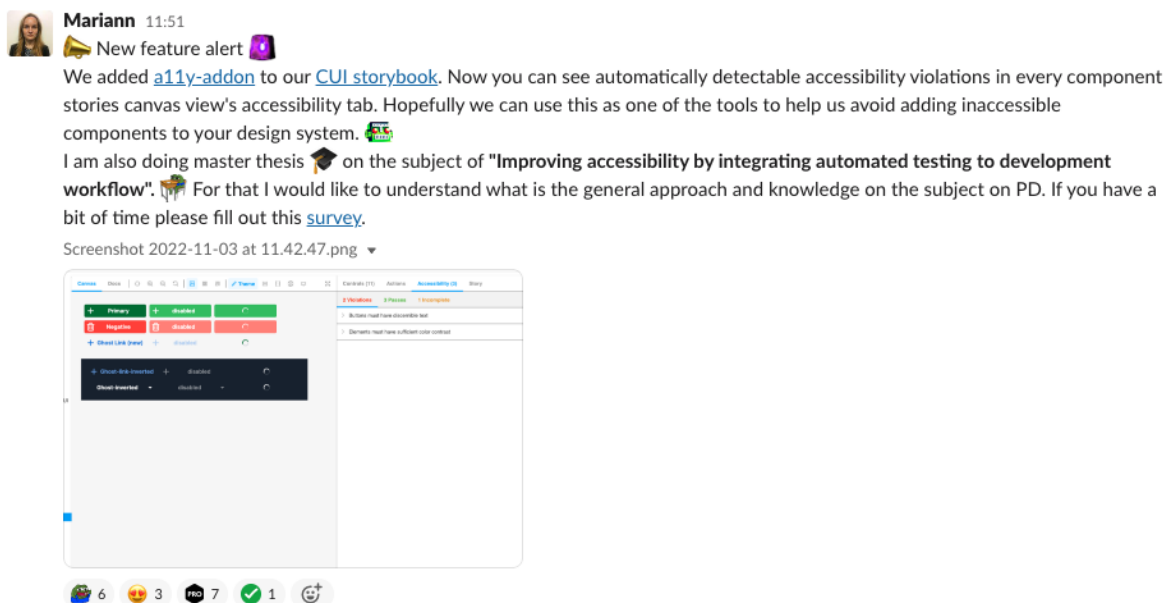 Mariann 11:51
New feature alert
We added a11y-addon to our CUI storybook. Now you can see automatically detectable accessibility violations in every component
stories canvas view's accessibility tab. Hopefully we can use this as one of the tools to help us avoid adding inaccessible
components to your design system.
I am also doing master thesis on the subject of "Improving accessibility by integrating automated testing to development
workflow". For that I would like to understand what is the general approach and knowledge on the subject on PD. If you have a
bit of time please fill out this survey.
Screenshot 2022-11-03 at 11.42.47.png
Canvas Docs Theme Controls (11) Actions Accessibility (3) Story
2 Violations 3 Passes 1 Incomplete
+ Primary + disabled
Buttons must have discernible text
Negative disabled
Elements must have sufficient color contrast
+ Ghost Link (new) + disabled
+ Ghost-link-inverted + disabled
Ghost-inverted disabled
6 3 PRO 7 1